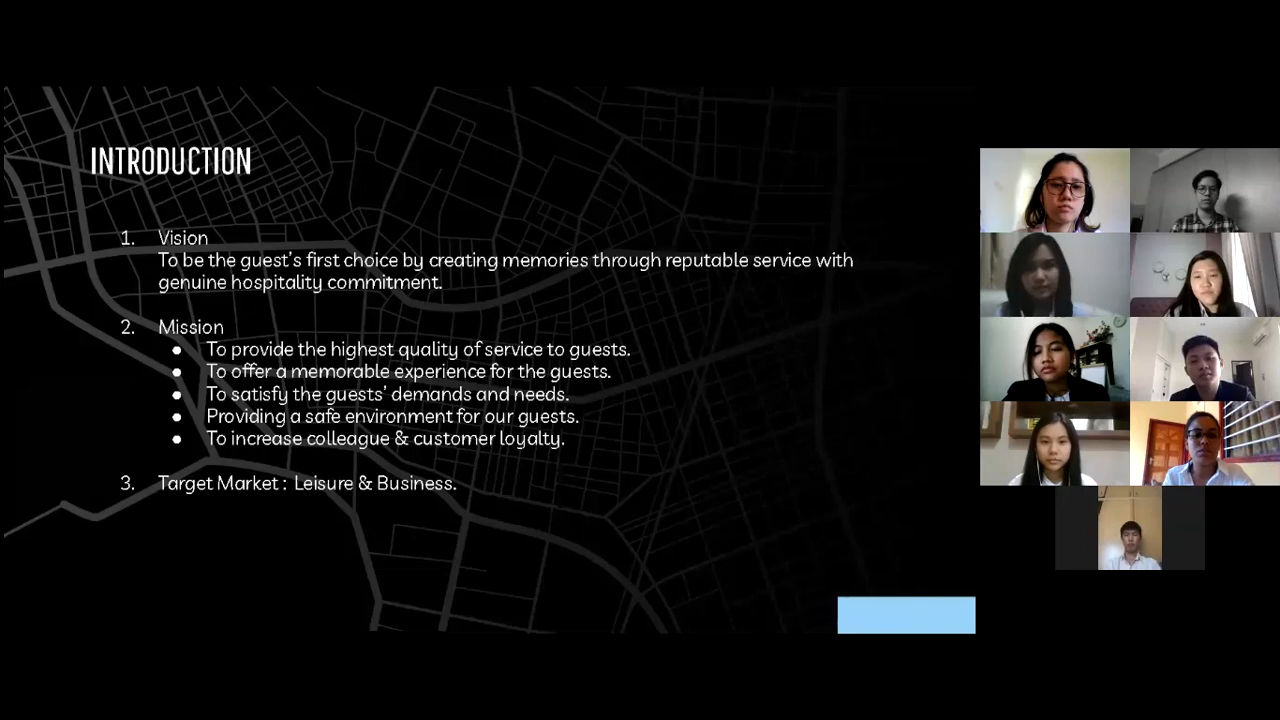 INTRODUCTION
1. Vision
To be the guest's first choice by creating memories through reputable service with
genuine hospitality commitment.
2. Mission
● To provide the highest quality of service to guests.
● To offer a memorable experience for the guests.
● To satisfy the guests' demands and needs.
● Providing a safe environment for our guests.
● To increase colleague & customer loyalty.
3. Target Market : Leisure & Business.